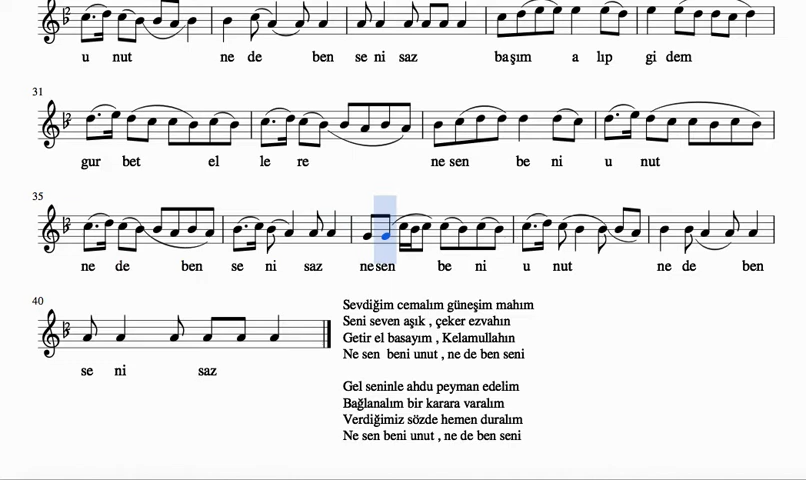 u nut ne de ben se ni saz başım a lıp gi dem
31
gur bet el le re ne sen be ni u nut
35
ne de ben se ni saz ne sen be ni u nut ne de ben
40
se ni saz
Sevdiğim cemalım güneşim mahım
Seni seven aşık , çeker ezvahın
Getir el basayım , Kelamullahın
Ne sen beni unut , ne de ben seni
Gel seninle ahdu peyman edelim
Bağlanalım bir karara varalım
Verdiğimiz sözde hemen duralım
Ne sen beni unut , ne de ben seni